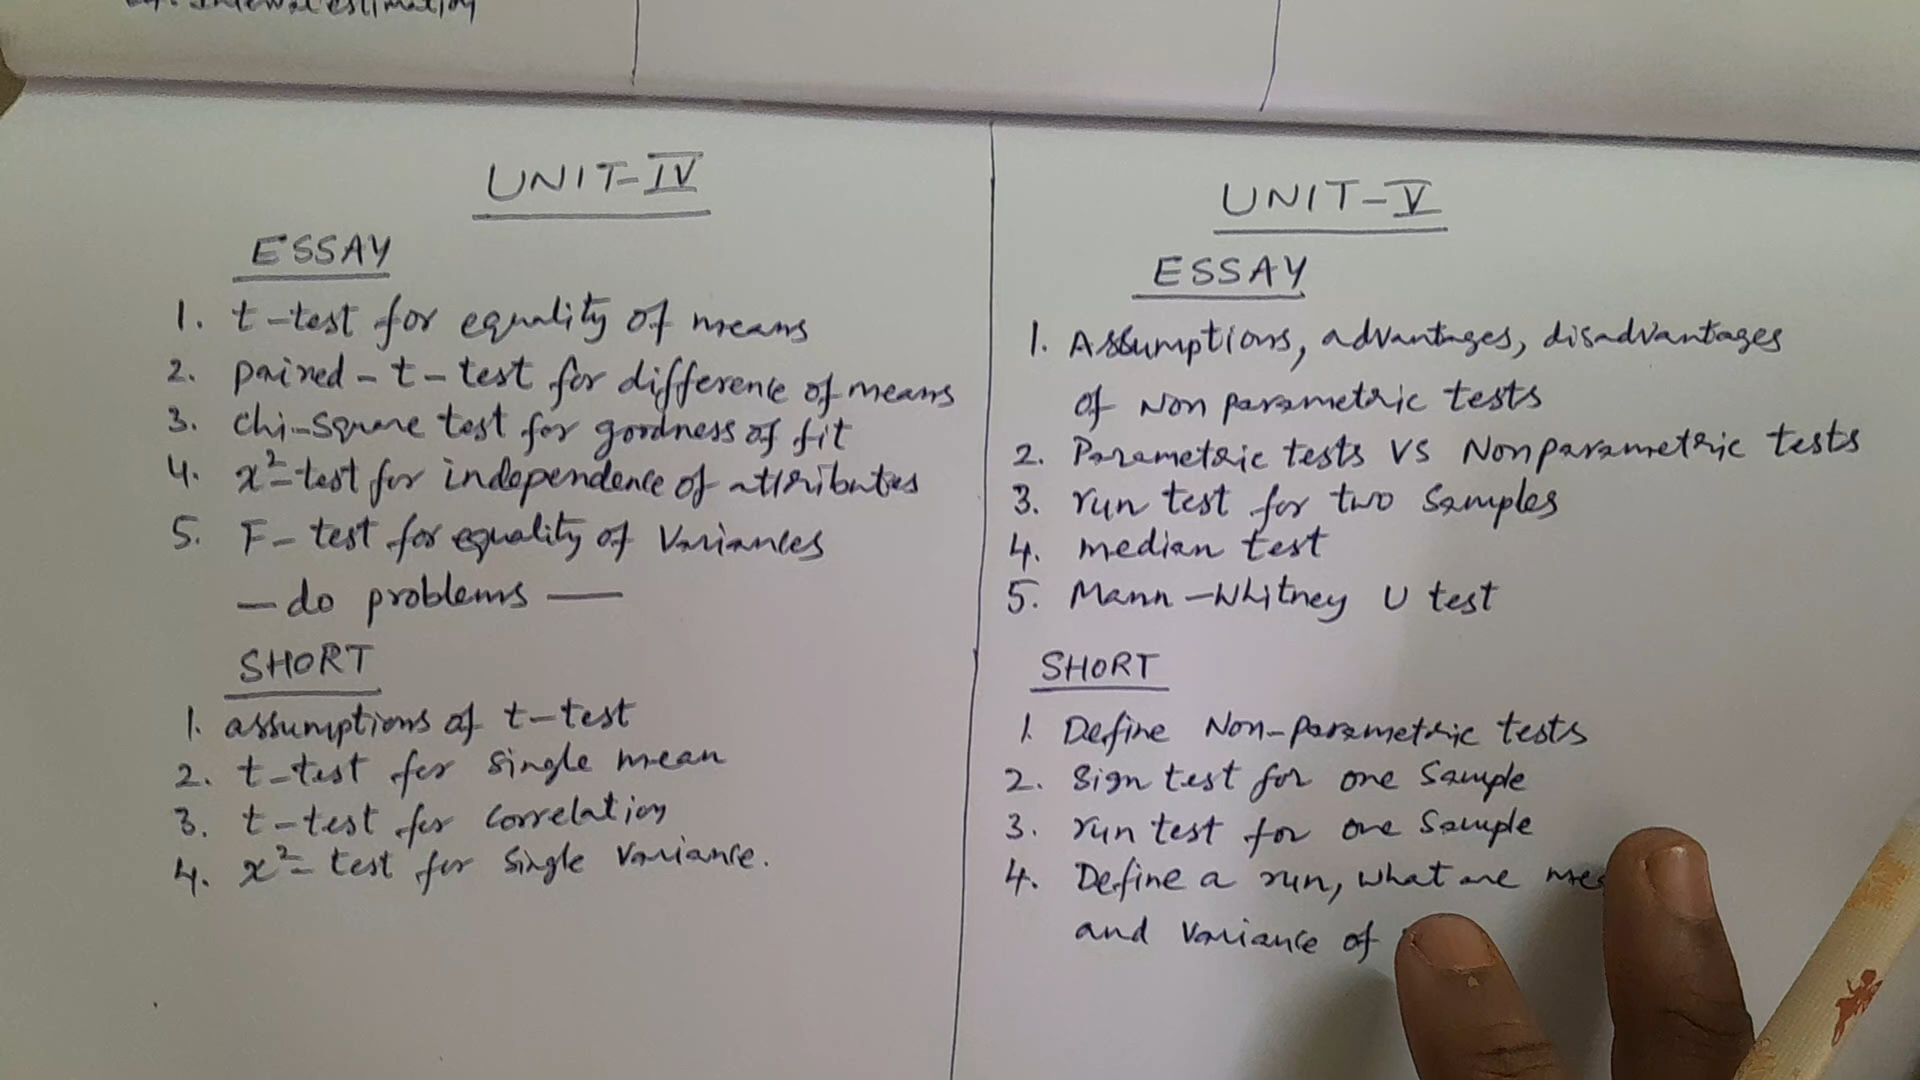 Interval estimation
UNIT-IV
ESSAY
1. t-test for equality of means
2. paired-t-test for difference of means
3. chi-square test for goodness of fit
4. x²-test for independence of attributes
5. F-test for equality of variances
—do problems—
SHORT
1. assumptions of t-test
2. t-test for single mean
3. t-test for correlation
4. x²-test for single variance.
UNIT-V
ESSAY
1. Assumptions, advantages, disadvantages
of Non parametric tests
2. Parametric tests VS Nonparametric tests
3. run test for two samples
4. median test
5. Mann-Whitney U test
SHORT
1. Define Non-parametric tests
2. Sign test for one sample
3. run test for one sample
4. Define a run, what are
and variance of